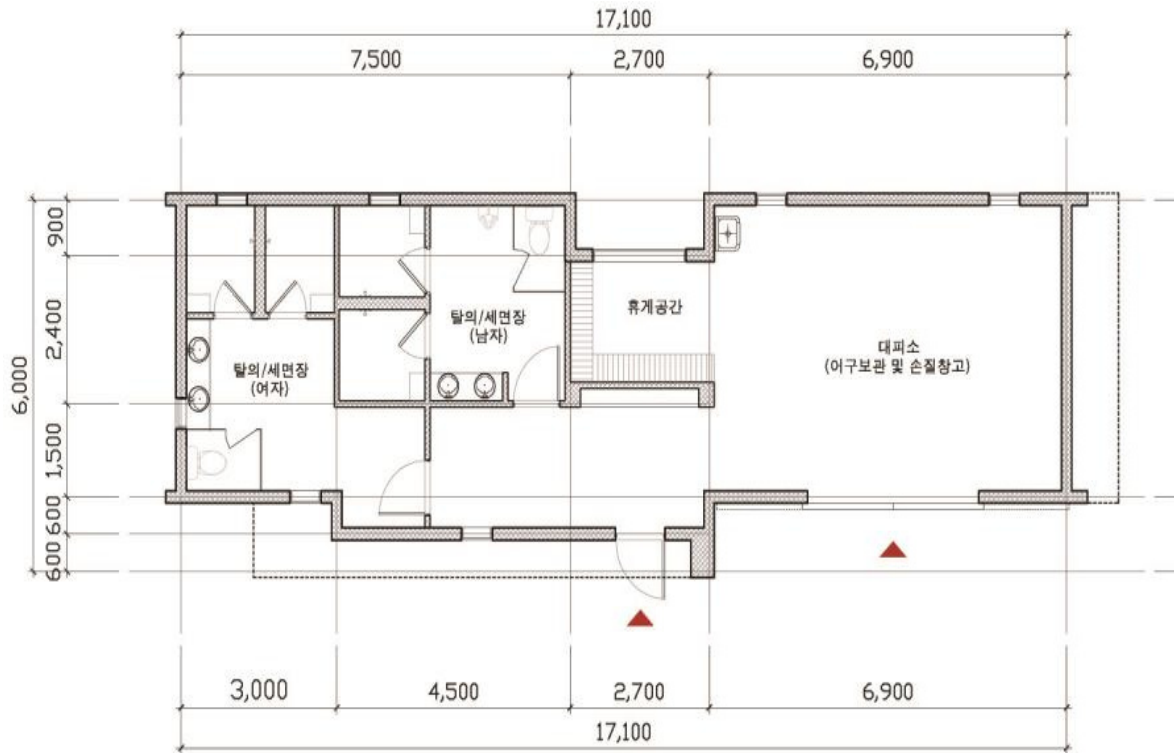 17,100
7,500
2,700
6,900
6,000
900
2,400
1,500
600
600
휴게공간
탈의/세면장
(남자)
대피소
(어구보관 및 손질창고)
탈의/세면장
(여자)
3,000
4,500
2,700
6,900
17,100